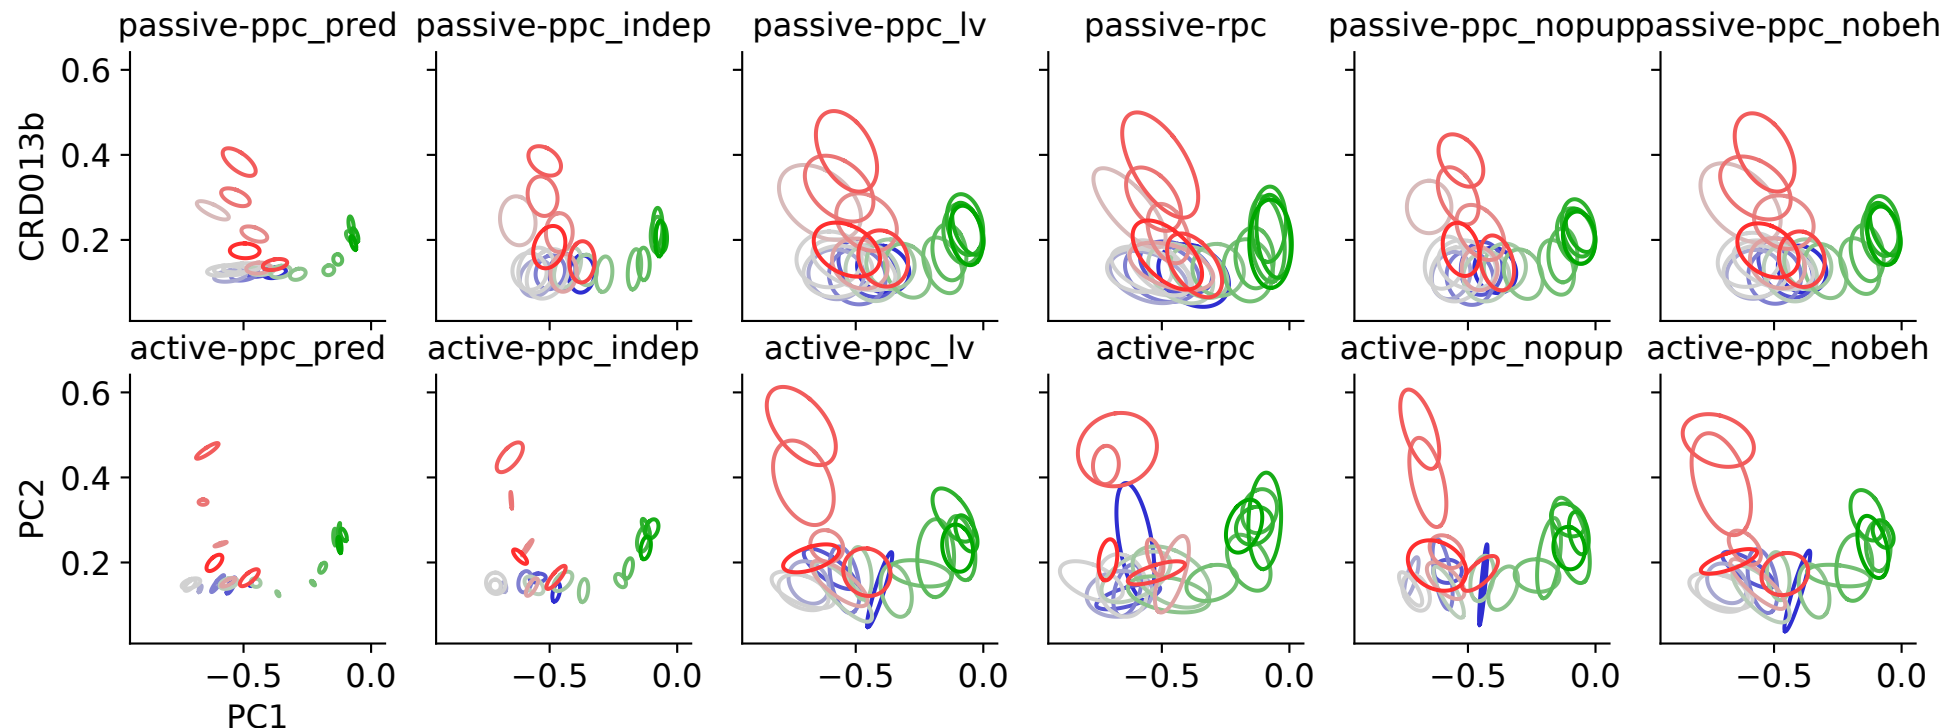 passive-ppc_pred passive-ppc_indep passive-ppc_lv passive-rpc passive-ppc_nopup passive-ppc_nobeh
0.6
0.4
0.2
CRD013b
active-ppc_pred active-ppc_indep active-ppc_lv active-rpc active-ppc_nopup active-ppc_nobeh
0.6
0.4
0.2
PC2
−0.5 0.0 −0.5 0.0 −0.5 0.0 −0.5 0.0 −0.5 0.0 −0.5 0.0
PC1